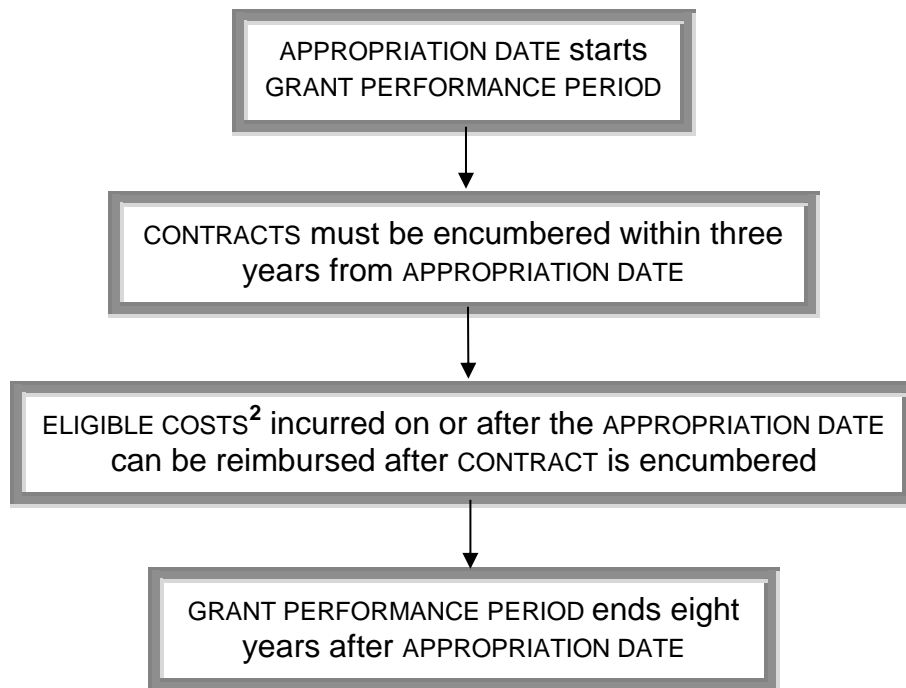 APPROPRIATION DATE starts
GRANT PERFORMANCE PERIOD
CONTRACTS must be encumbered within three
years from APPROPRIATION DATE
ELIGIBLE COSTS² incurred on or after the APPROPRIATION DATE
can be reimbursed after CONTRACT is encumbered
GRANT PERFORMANCE PERIOD ends eight
years after APPROPRIATION DATE